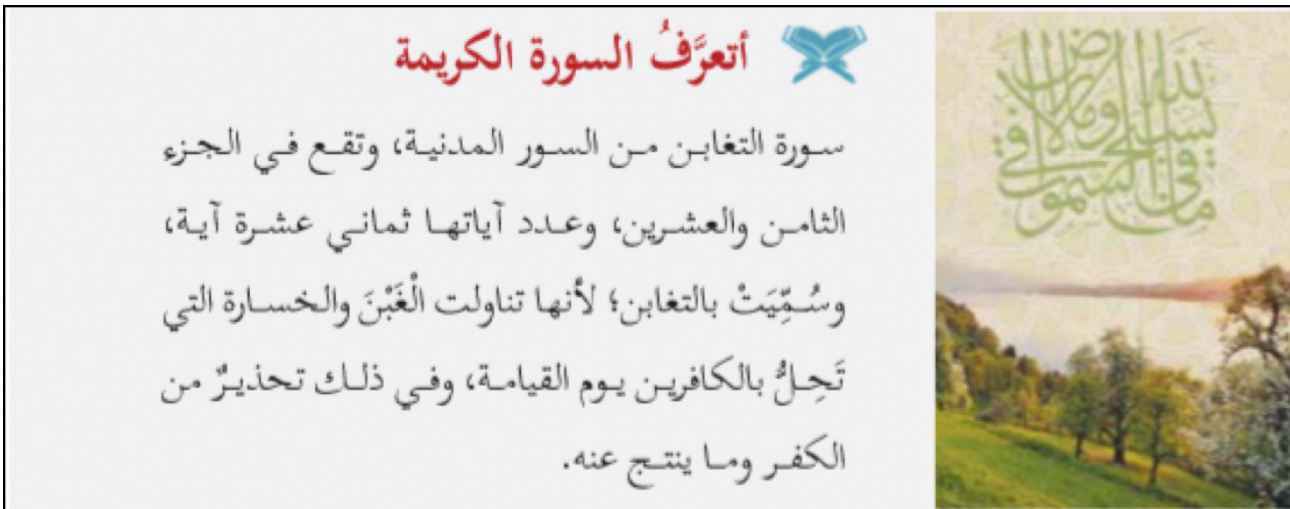 أتعرَّفُ السورة الكريمة
سورة التغابن من السور المدنية، وتقع في الجزء
الثامن والعشرين، وعدد آياتها ثماني عشرة آية،
وسُمِّيَتْ بالتغابن؛ لأنها تناولت الْغَبْنَ والخسارة التي
تَحِلُّ بالكافرين يوم القيامة، وفي ذلك تحذيرٌ من
الكفر وما ينتج عنه.
يسبح لله
ما في السموت
وما في الأرض